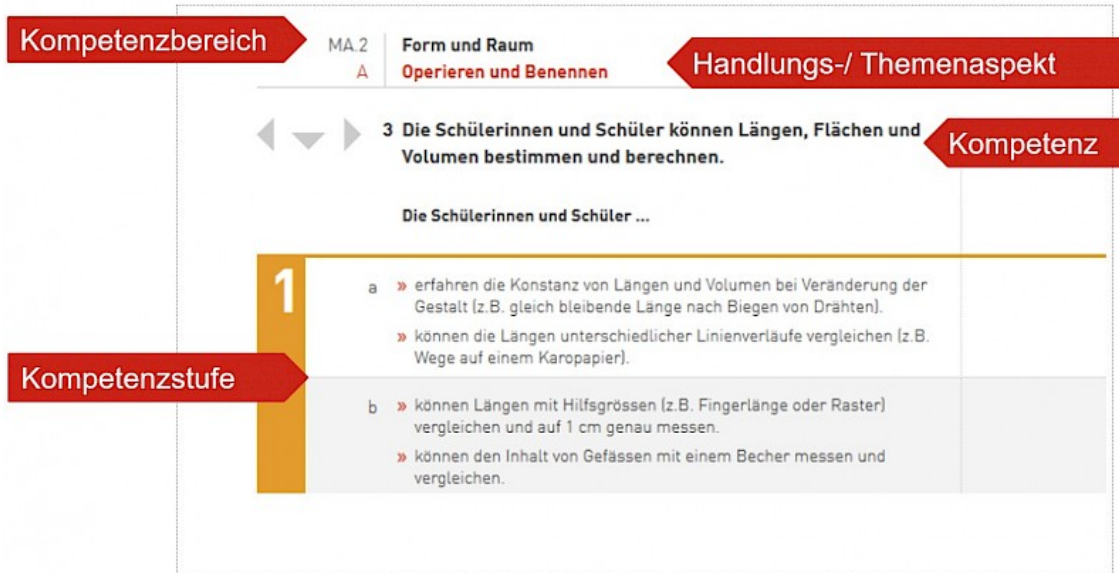 Kompetenzbereich
MA.2 Form und Raum
A Operieren und Benennen
Handlungs-/ Themenaspekt
3 Die Schülerinnen und Schüler können Längen, Flächen und
Volumen bestimmen und berechnen.
Kompetenz
Die Schülerinnen und Schüler ...
1
a » erfahren die Konstanz von Längen und Volumen bei Veränderung der
Gestalt (z.B. gleich bleibende Länge nach Biegen von Drähten).
» können die Längen unterschiedlicher Linienverläufe vergleichen (z.B.
Wege auf einem Karopapier).
Kompetenzstufe
b » können Längen mit Hilfsgrössen (z.B. Fingerlänge oder Raster)
vergleichen und auf 1 cm genau messen.
» können den Inhalt von Gefässen mit einem Becher messen und
vergleichen.